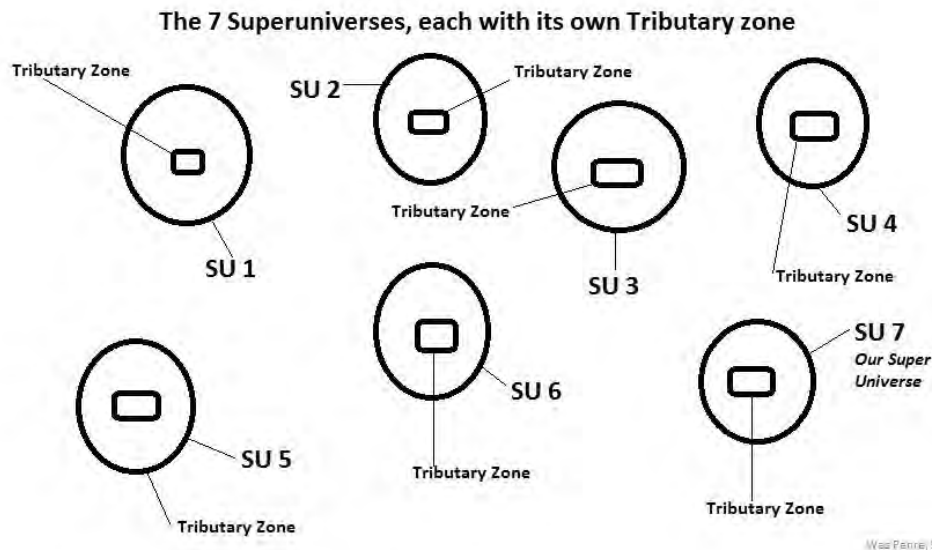 The 7 Superuniverses, each with its own Tributary zone
Tributary Zone
SU 2
Tributary Zone
Tributary Zone
SU 1
SU 3
SU 4
Tributary Zone
SU 7
Our Super
Universe
SU 6
SU 5
Tributary Zone
Tributary Zone
Tributary Zone